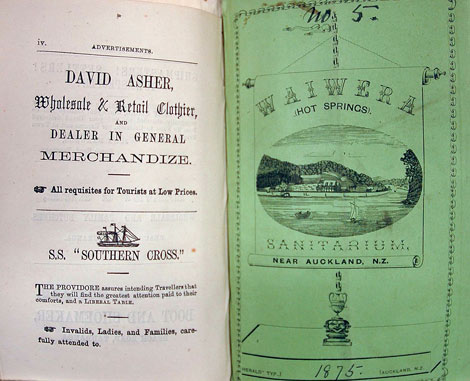 iv. ADVERTISEMENTS.
DAVID ASHER,
Wholesale & Retail Clothier,
AND
DEALER IN GENERAL
MERCHANDIZE.
All requisites for Tourists at Low Prices.
S.S. "SOUTHERN CROSS."
THE PROVIDORE assures intending Travellers that
they will find the greatest attention paid to their
comforts, and a LIBERAL TABLE.
Invalids, Ladies, and Families, care-
fully attended to.
No. 5.
WAIWERA
(HOT SPRINGS).
SANITARIUM,
NEAR AUCKLAND, N.Z.
1875
HERALD" TYP.,
(AUCKLAND, N.Z.